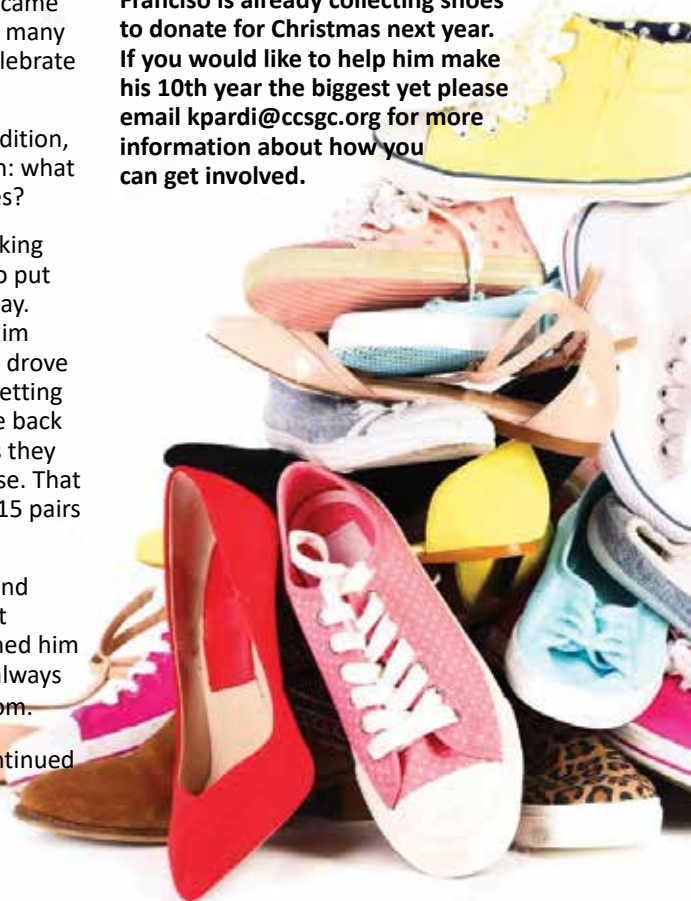 came
many
lebrate
dition,
n: what
es?
king
o put
ay.
im
drove
etting
e back
s they
se. That
15 pairs
nd
t
ned him
always
om.
ntinued
Franciso is already collecting shoes
to donate for Christmas next year.
If you would like to help him make
his 10th year the biggest yet please
email kpardi@ccsgc.org for more
information about how you
can get involved.